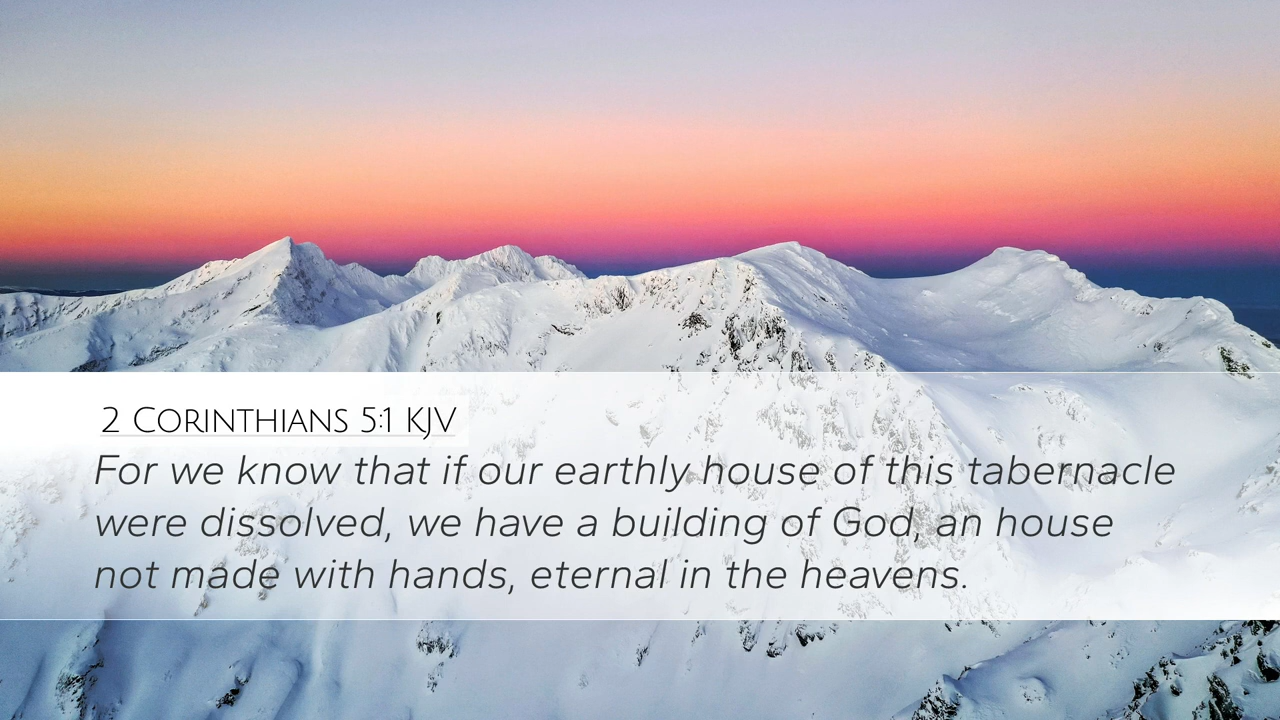 2 Corinthians 5:1 KJV
For we know that if our earthly house of this tabernacle
were dissolved, we have a building of God, an house
not made with hands, eternal in the heavens.